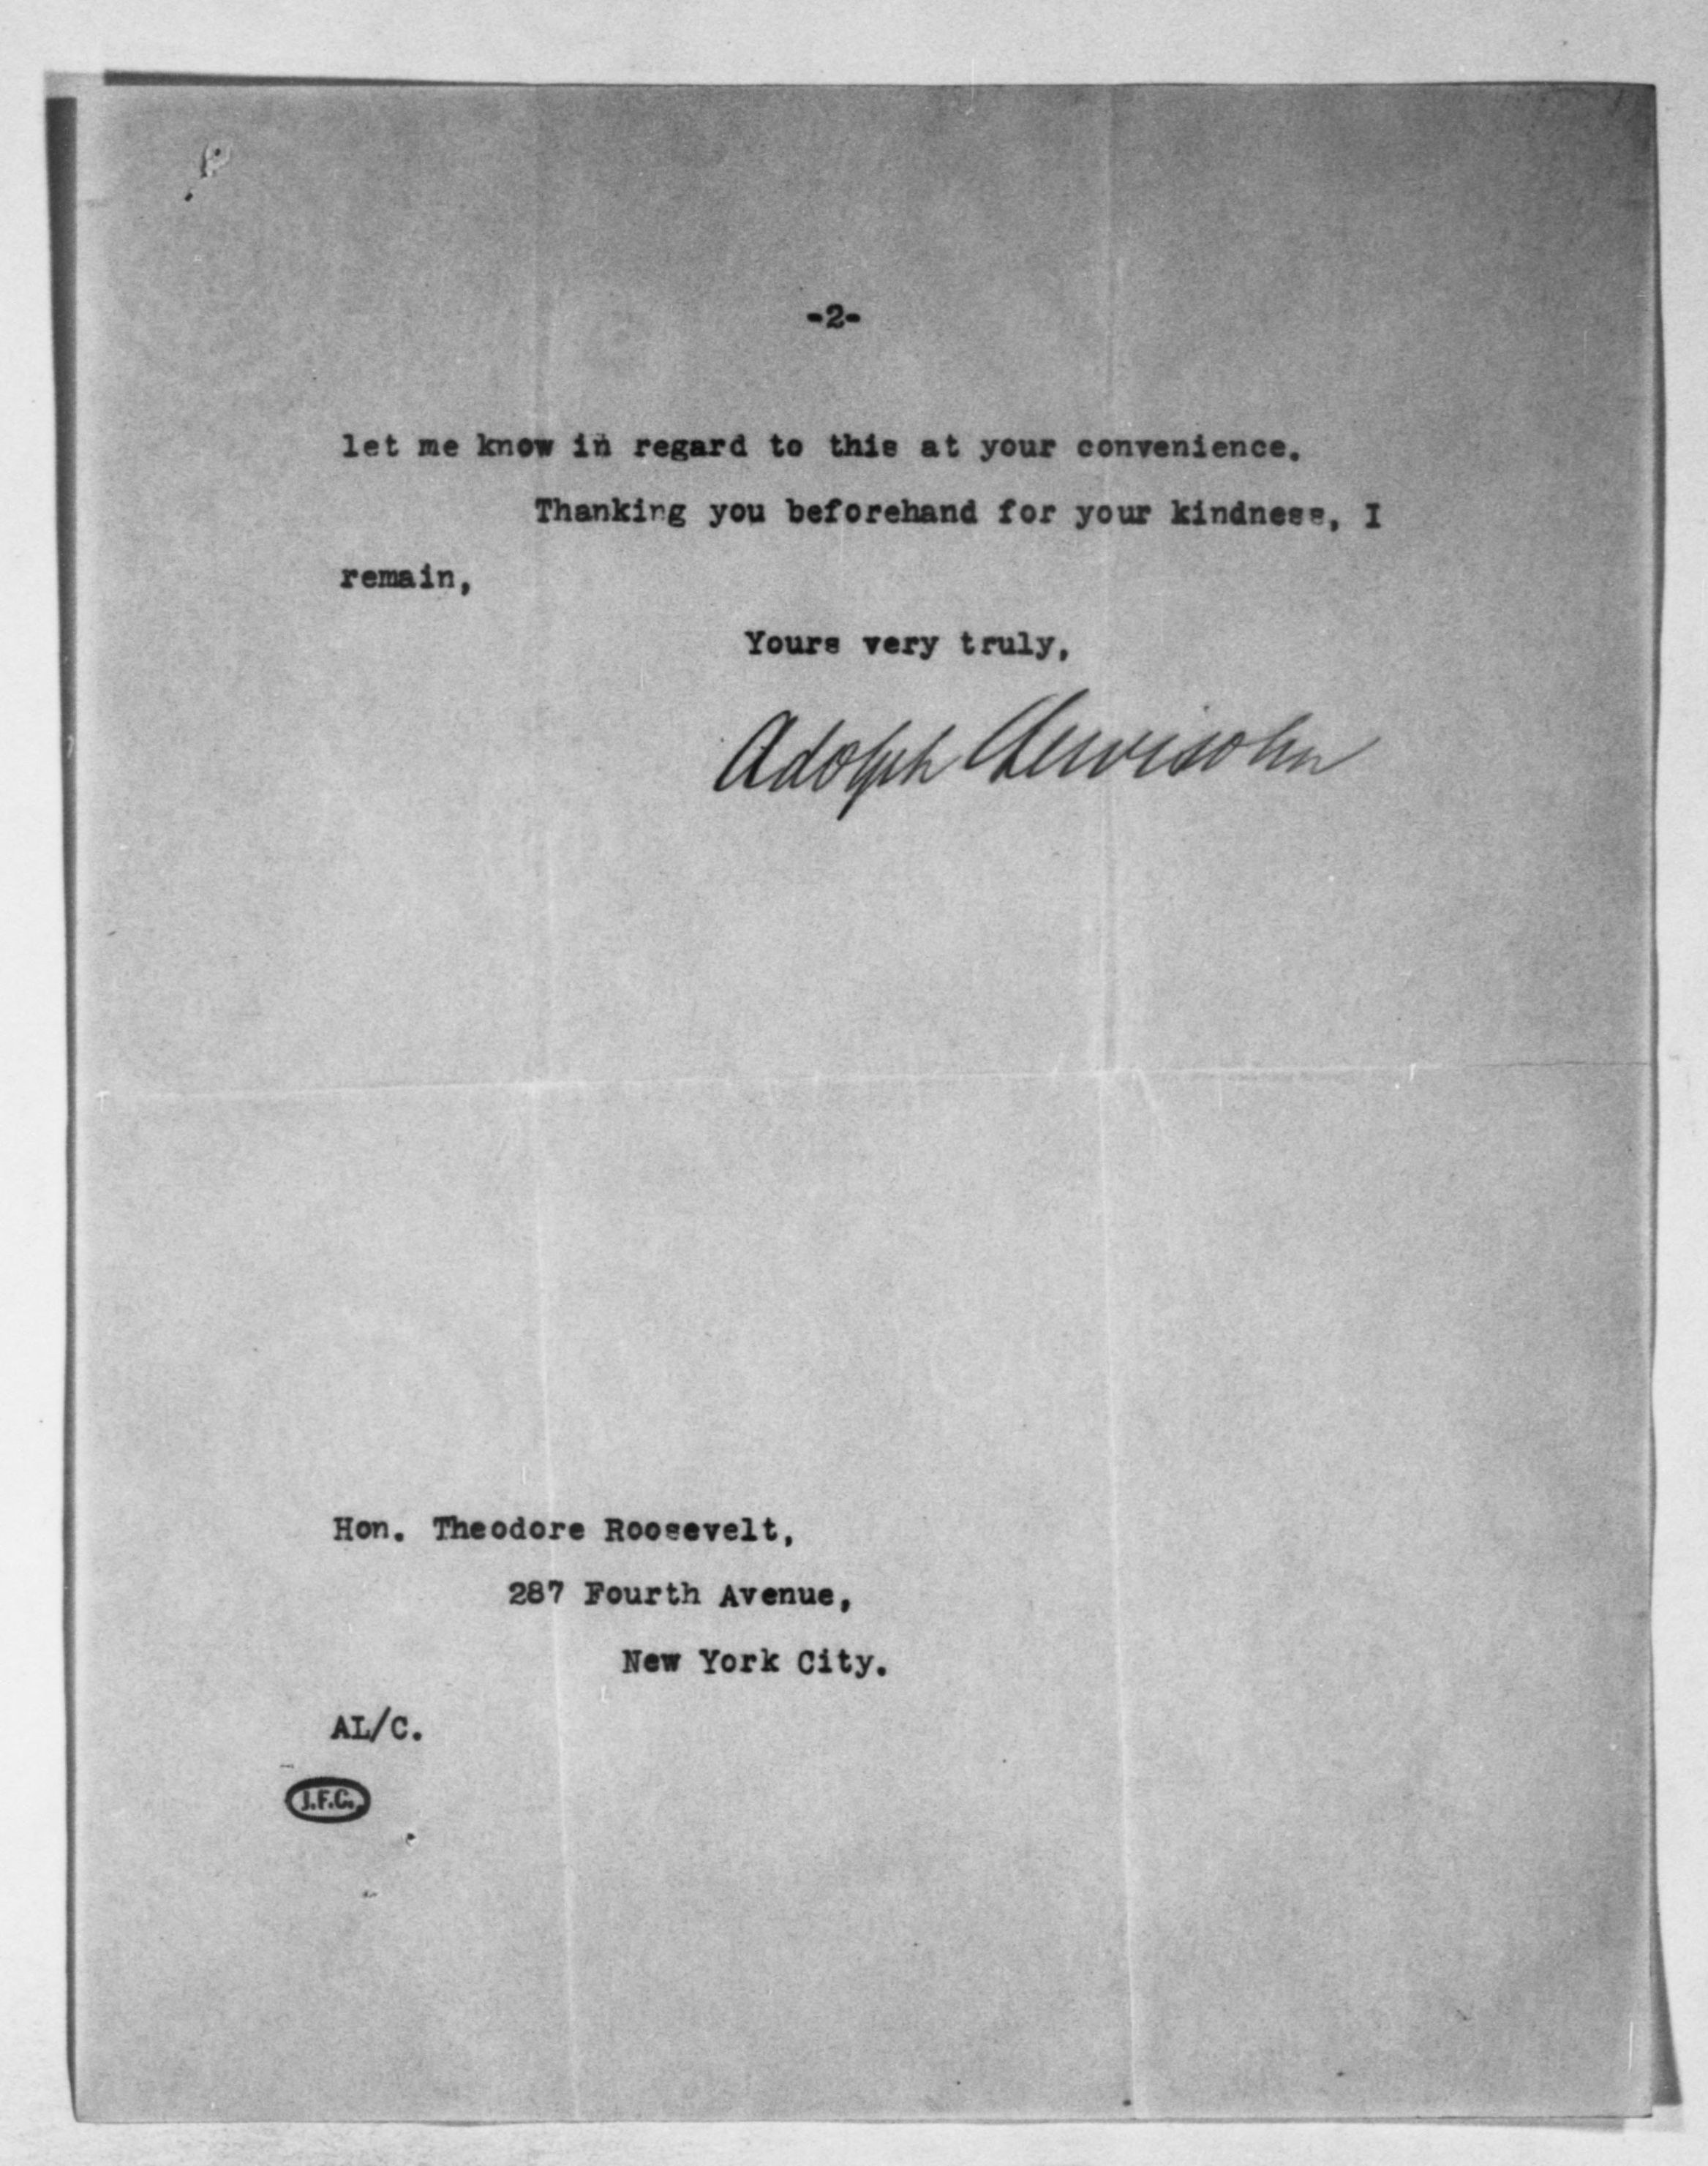 -2-
let me know in regard to this at your convenience.
Thanking you beforehand for your kindness, I
remain,
Yours very truly,
Adolph Lewisohn
Hon. Theodore Roosevelt,
287 Fourth Avenue,
New York City.
AL/C.
J.F.C.